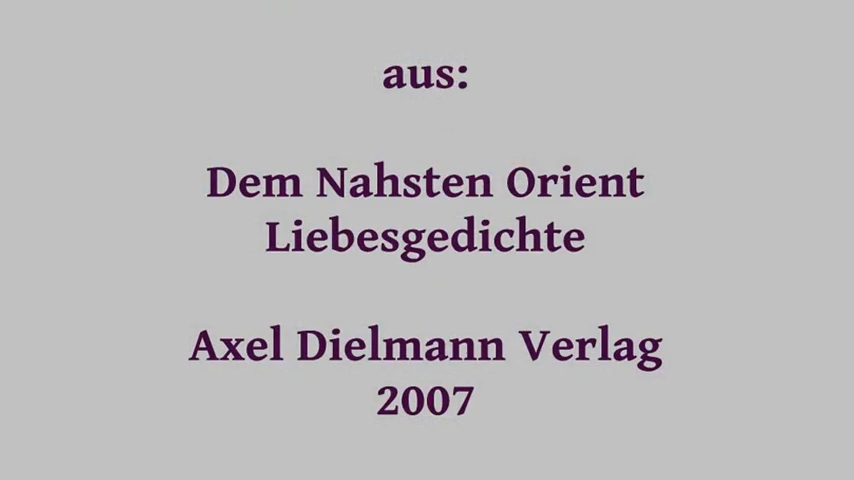 aus:
Dem Nahsten Orient
Liebesgedichte
Axel Dielmann Verlag
2007